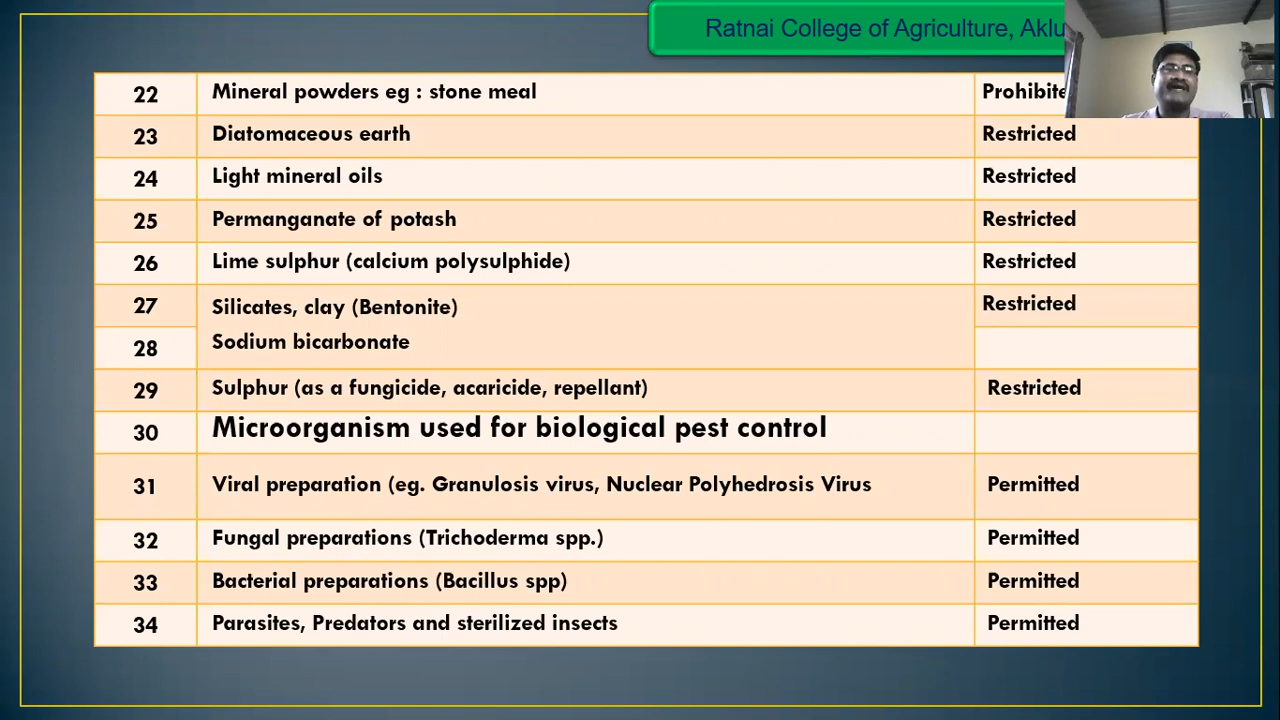 Ratnai College of Agriculture,
22 Mineral powders eg : stone meal
23 Diatomaceous earth Restricted
24 Light mineral oils Restricted
25 Permanganate of potash Restricted
26 Lime sulphur (calcium polysulphide) Restricted
27 Silicates, clay (Bentonite) Restricted
28 Sodium bicarbonate
29 Sulphur (as a fungicide, acaricide, repellant) Restricted
30 Microorganism used for biological pest control
31 Viral preparation (eg. Granulosis virus, Nuclear Polyhedrosis Virus Permitted
32 Fungal preparations (Trichoderma spp.) Permitted
33 Bacterial preparations (Bacillus spp) Permitted
34 Parasites, Predators and sterilized insects Permitted